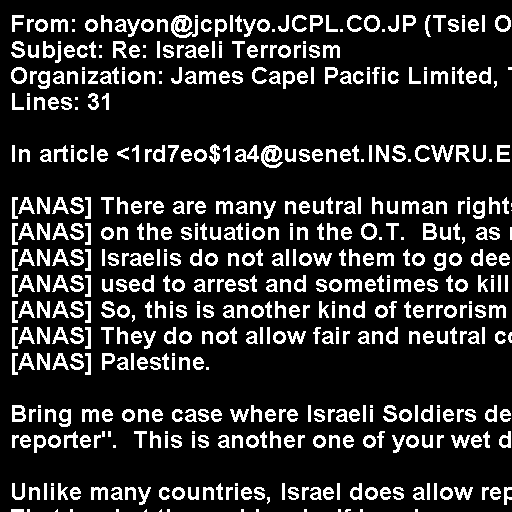 From: ohayon@jcpltyo.JCPL.CO.JP (Tsiel O
Subject: Re: Israeli Terrorism
Organization: James Capel Pacific Limited,
Lines: 31

In article <1rd7eo$1a4@usenet.INS.CWRU.E

[ANAS] There are many neutral human rights
[ANAS] on the situation in the O.T.  But, as
[ANAS] Israelis do not allow them to go dee
[ANAS] used to arrest and sometimes to kill
[ANAS] So, this is another kind of terrorism
[ANAS] They do not allow fair and neutral co
[ANAS] Palestine.

Bring me one case where Israeli Soldiers de
reporter".  This is another one of your wet d

Unlike many countries, Israel does allow rep